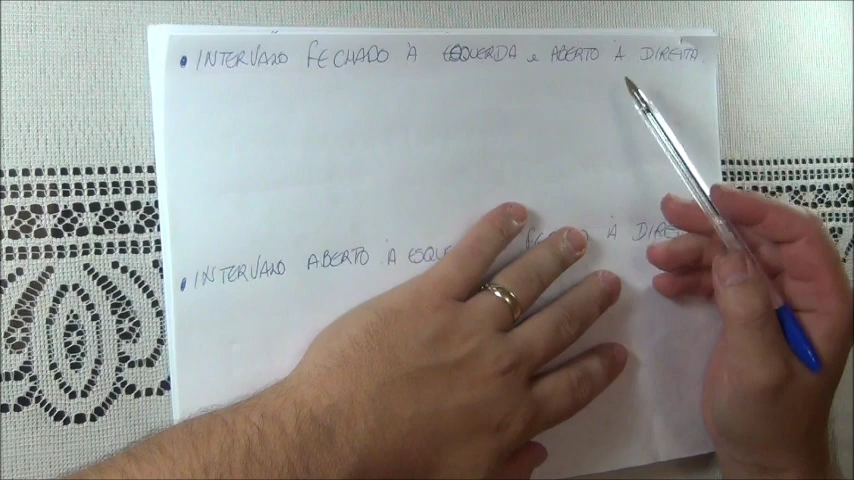 • INTERVALO FECHADO À ESQUERDA e ABERTO À DIREITA.
• INTERVALO ABERTO À